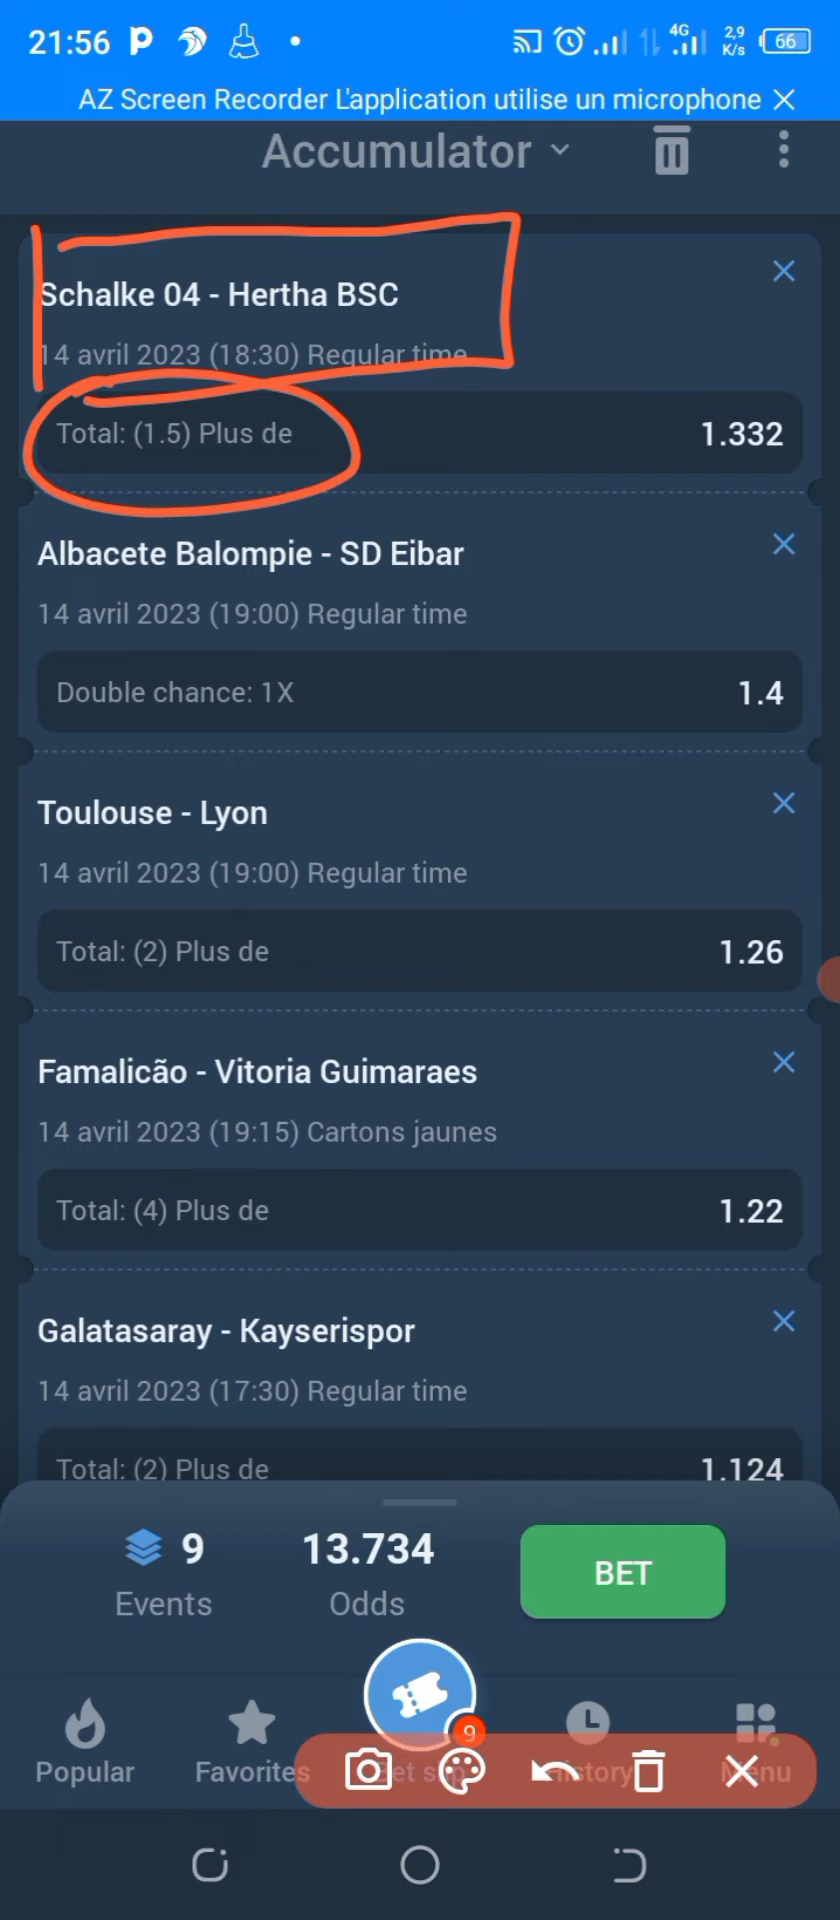 21:56
4G
2,9
K/s
66
AZ Screen Recorder L'application utilise un microphone
Accumulator
Schalke 04 - Hertha BSC
14 avril 2023 (18:30) Regular time
Total: (1.5) Plus de
1.332
Albacete Balompie - SD Eibar
14 avril 2023 (19:00) Regular time
Double chance: 1X
1.4
Toulouse - Lyon
14 avril 2023 (19:00) Regular time
Total: (2) Plus de
1.26
Famalicão - Vitoria Guimaraes
14 avril 2023 (19:15) Cartons jaunes
Total: (4) Plus de
1.22
Galatasaray - Kayserispor
14 avril 2023 (17:30) Regular time
Total: (2) Plus de
1.124
9
13.734
BET
Events
Odds
9
Popular
Favorites
History
Menu